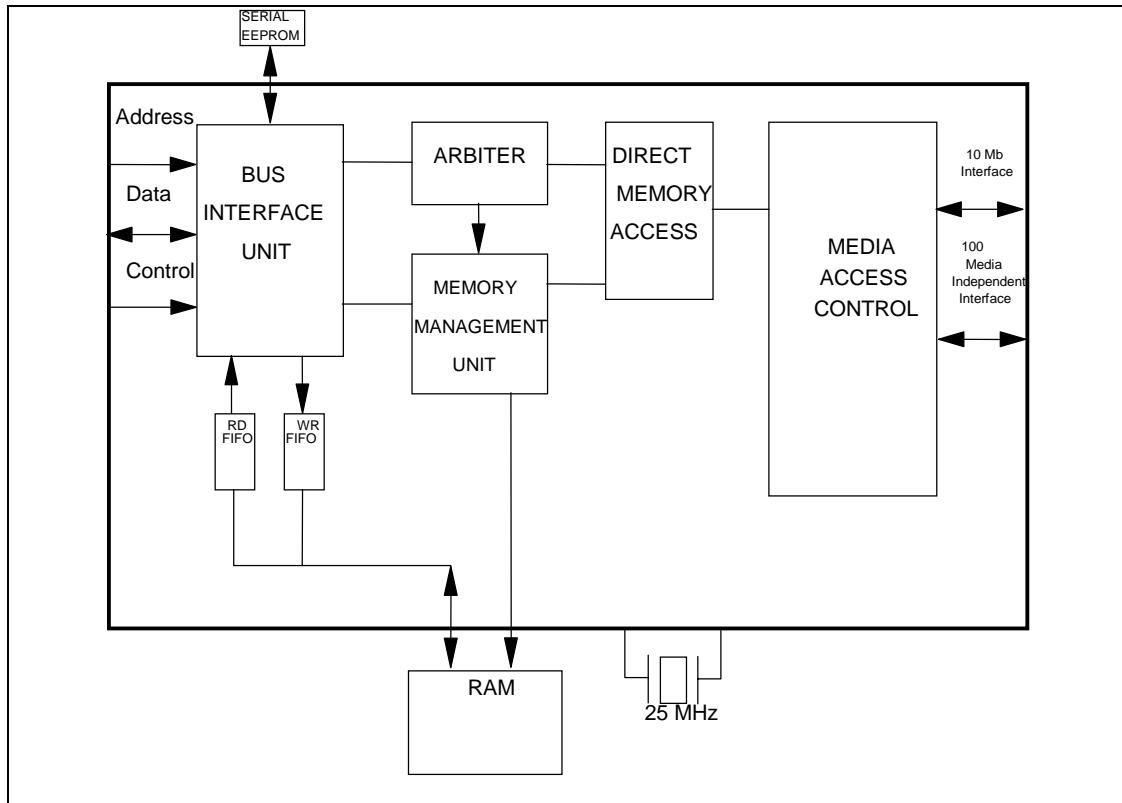 SERIAL
EEPROM
Address
Data
Control
BUS
INTERFACE
UNIT
ARBITER
MEMORY
MANAGEMENT
UNIT
DIRECT
MEMORY
ACCESS
MEDIA
ACCESS
CONTROL
10 Mb
Interface
100
Media
Independent
Interface
RD
FIFO
WR
FIFO
RAM
25 MHz